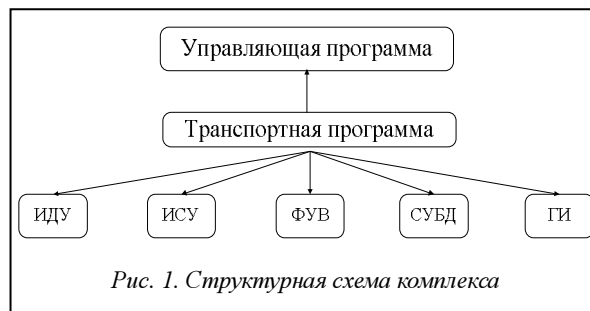 Управляющая программа
Транспортная программа
ИДУ ИСУ ФУВ СУБД ГИ
Рис. 1. Структурная схема комплекса